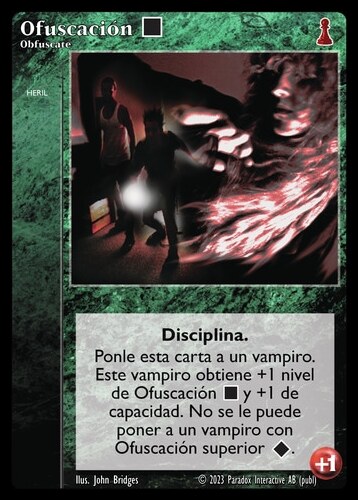 Ofuscación
Obfuscate
HERIL
Disciplina.
Ponle esta carta a un vampiro.
Este vampiro obtiene +1 nivel
de Ofuscación ■ y +1 de
capacidad. No se le puede
poner a un vampiro con
Ofuscación superior ◆.
+1
Ilus. John Bridges
© 2023 Paradox Interactive AB (publ)